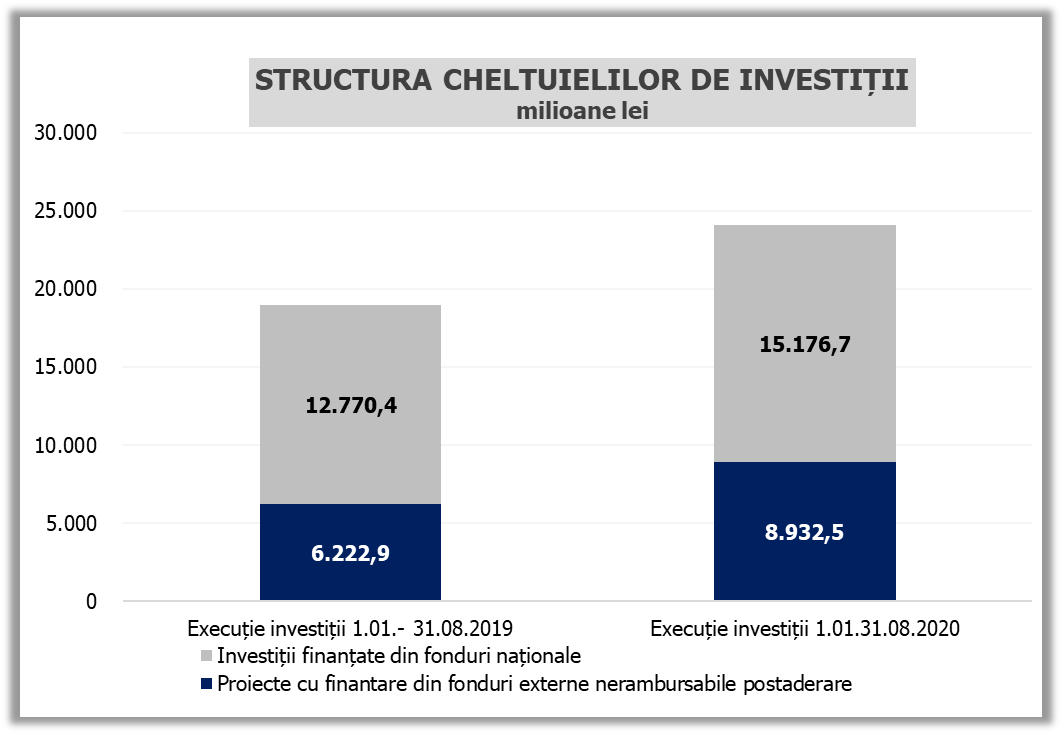 STRUCTURA CHELTUIELILOR DE INVESTIȚII
milioane lei
30.000
25.000
20.000
15.000
10.000
5.000
0
12.770,4
6.222,9
15.176,7
8.932,5
Execuție investiții 1.01.- 31.08.2019
Execuție investiții 1.01.31.08.2020
Investiții finanțate din fonduri naționale
Proiecte cu finantare din fonduri externe nerambursabile postaderare